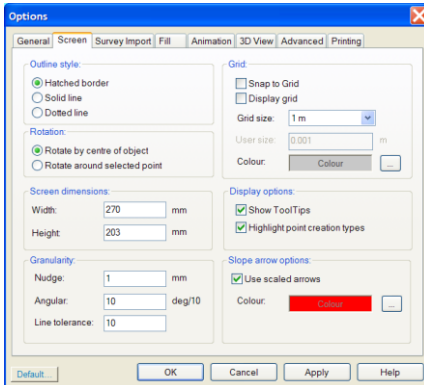 Options
General Screen Survey Import Fill Animation 3D View Advanced Printing
Outline style:
Hatched border
Solid line
Dotted line
Rotation:
Rotate by centre of object
Rotate around selected point
Screen dimensions:
Width: 270 mm
Height: 203 mm
Granularity:
Nudge: 1 mm
Angular: 10 deg/10
Line tolerance: 10
Grid:
Snap to Grid
Display grid
Grid size: 1 m
User size: 0.001 m
Colour: Colour ...
Display options:
Show ToolTips
Highlight point creation types
Slope arrow options:
Use scaled arrows
Colour: Colour ...
Default... OK Cancel Apply Help